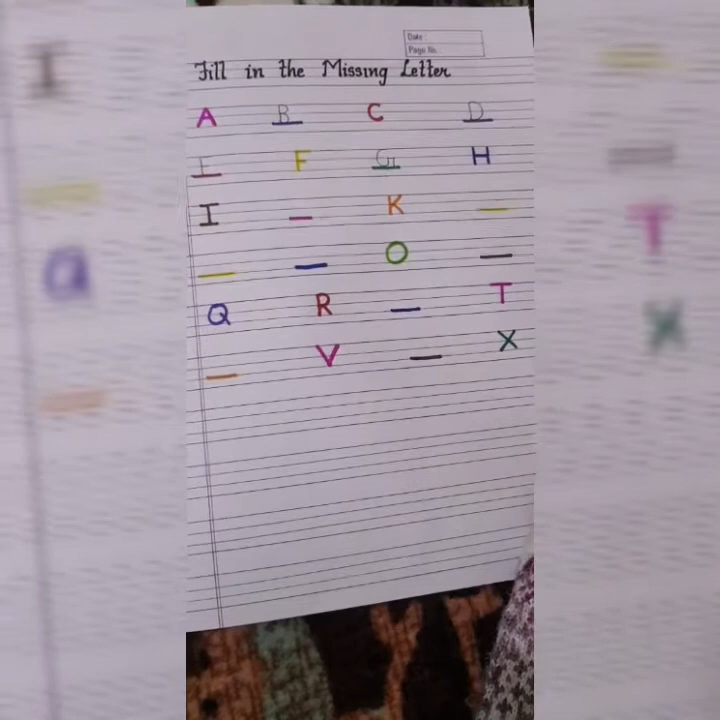 Date :
Page No.
Fill in the Missing Letter
A B C D
E F G H
I _ K _
_ _ O _
Q R _ T
_ V _ X